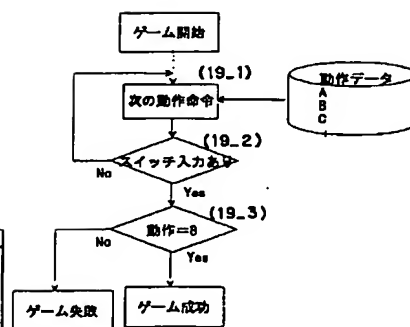 ゲーム開始
(19_1)
次の動作命令
動作データ
A
B
C
(19_2)
スイッチ入力あり
No
Yes
(19_3)
動作=B
No
Yes
ゲーム失敗
ゲーム成功